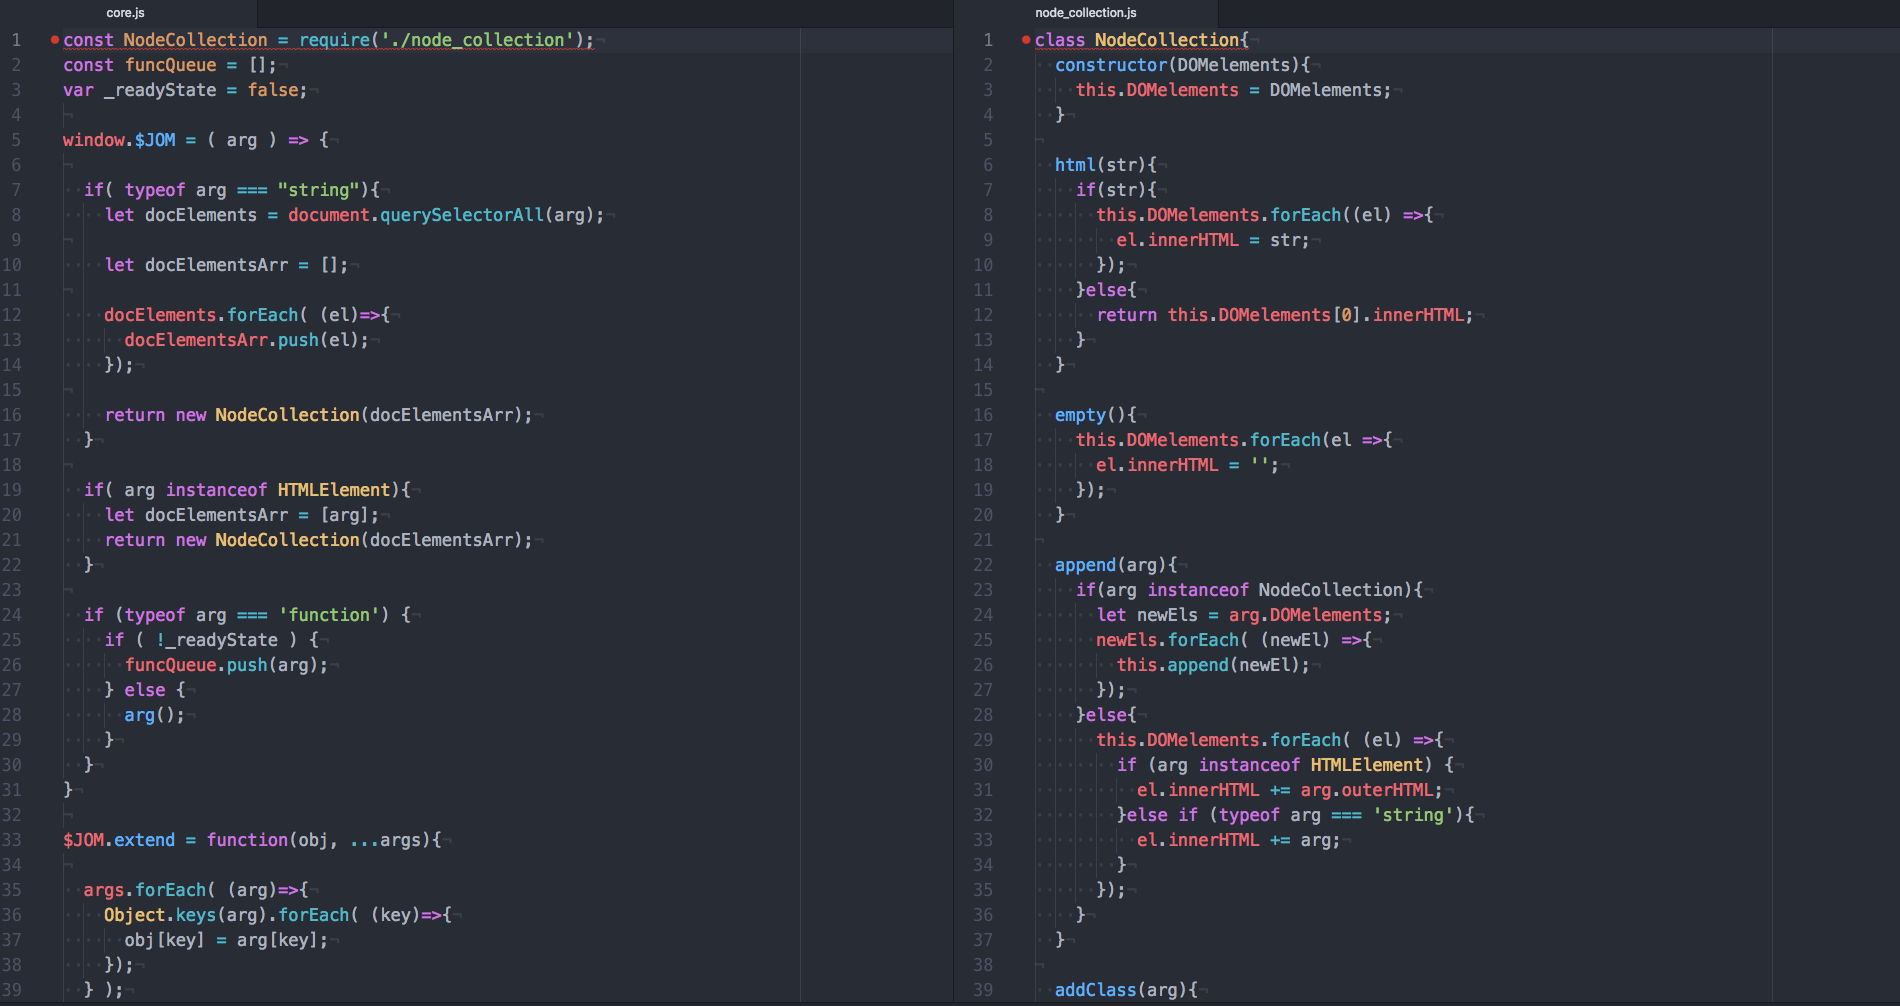 core.js
1 const NodeCollection = require('./node_collection');
2 const funcQueue = [];
3 var _readyState = false;
4
5 window.$JOM = ( arg ) => {
6
7 if( typeof arg === "string"){
8 let docElements = document.querySelectorAll(arg);
9
10 let docElementsArr = [];
11
12 docElements.forEach( (el)=>{
13 docElementsArr.push(el);
14 });
15
16 return new NodeCollection(docElementsArr);
17 }
18
19 if( arg instanceof HTMLElement){
20 let docElementsArr = [arg];
21 return new NodeCollection(docElementsArr);
22 }
23
24 if (typeof arg === 'function') {
25 if ( !_readyState ) {
26 funcQueue.push(arg);
27 } else {
28 arg();
29 }
30 }
31 }
32
33 $JOM.extend = function(obj, ...args){
34
35 args.forEach( (arg)=>{
36 Object.keys(arg).forEach( (key)=>{
37 obj[key] = arg[key];
38 });
39 } );
node_collection.js
1 class NodeCollection{
2 constructor(DOMelements){
3 this.DOMelements = DOMelements;
4 }
5
6 html(str){
7 if(str){
8 this.DOMelements.forEach((el) =>{
9 el.innerHTML = str;
10 });
11 }else{
12 return this.DOMelements[0].innerHTML;
13 }
14 }
15
16 empty(){
17 this.DOMelements.forEach(el =>{
18 el.innerHTML = '';
19 });
20 }
21
22 append(arg){
23 if(arg instanceof NodeCollection){
24 let newEls = arg.DOMelements;
25 newEls.forEach( (newEl) =>{
26 this.append(newEl);
27 });
28 }else{
29 this.DOMelements.forEach( (el) =>{
30 if (arg instanceof HTMLElement) {
31 el.innerHTML += arg.outerHTML;
32 }else if (typeof arg === 'string'){
33 el.innerHTML += arg;
34 }
35 });
36 }
37 }
38
39 addClass(arg){